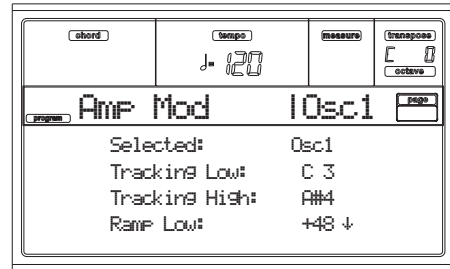 chord tempo measure transpose
♩= 120 C 0
octave
program Amp Mod |Osc1 page
Selected: Osc1
Tracking Low: C 3
Tracking High: A#4
Ramp Low: +48 ↓